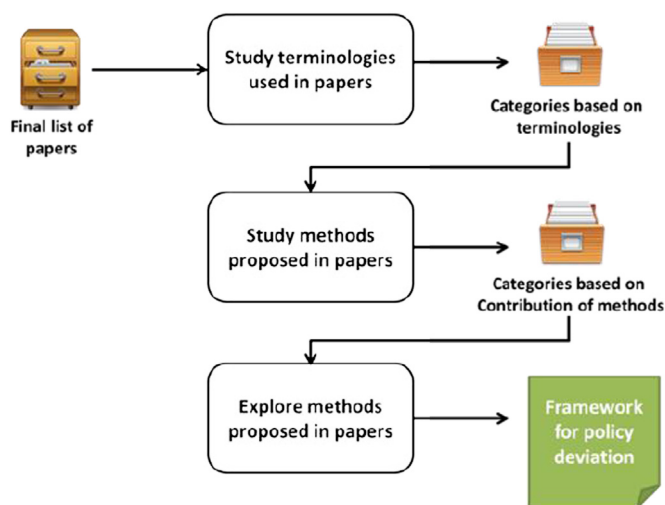 Final list of
papers
Study terminologies
used in papers
Categories based on
terminologies
Study methods
proposed in papers
Categories based on
Contribution of methods
Explore methods
proposed in papers
Framework
for policy
deviation